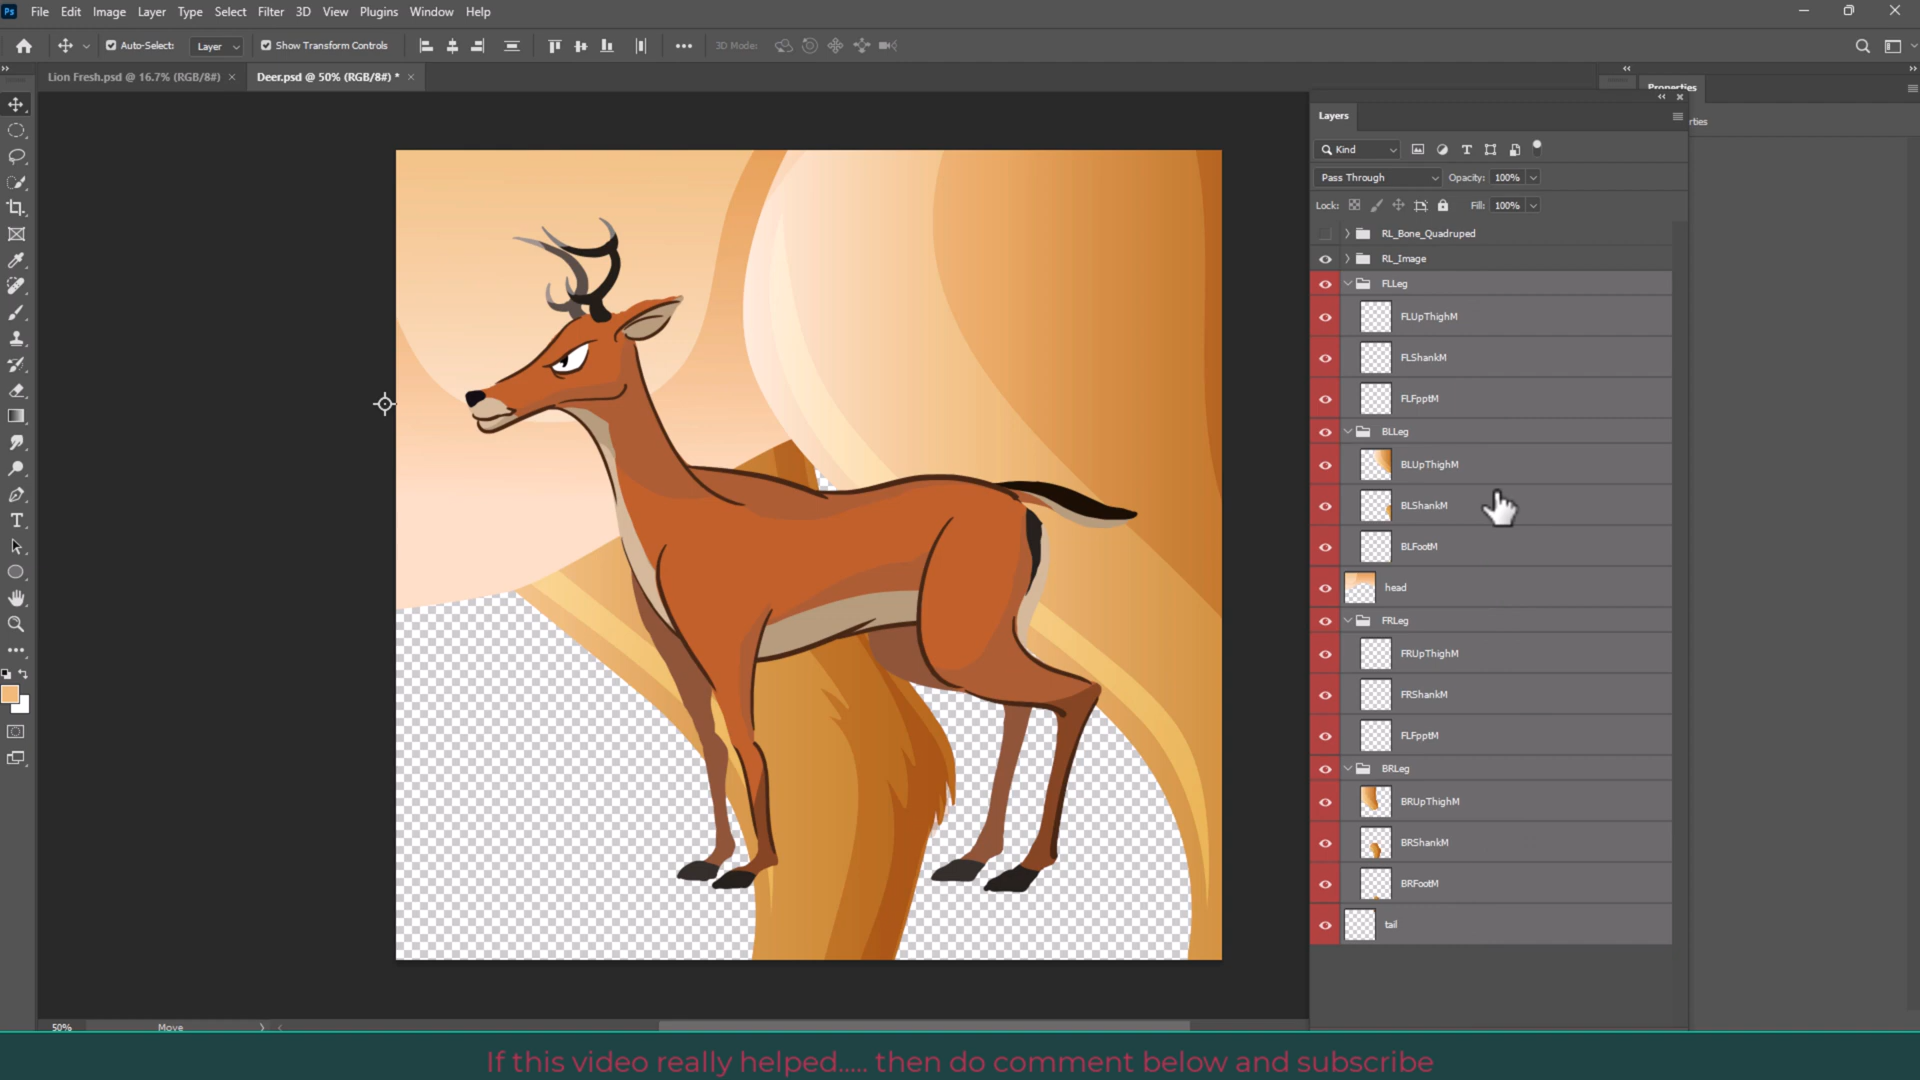 Ps File Edit Image Layer Type Select Filter 3D View Plugins Window Help
Auto-Select: Layer Show Transform Controls 3D Mode:
Lion Fresh.psd @ 16.7% (RGB/8#) × Deer.psd @ 50% (RGB/8#) * ×
Properties
Layers
Kind
Pass Through Opacity: 100%
Lock: Fill: 100%
RL_Bone_Quadruped
RL_Image
FLLeg
FLUpThighM
FLShankM
FLFpptM
BLLeg
BLUpThighM
BLShankM
BLFootM
head
FRLeg
FRUpThighM
FRShankM
FLFpptM
BRLeg
BRUpThighM
BRShankM
BRFootM
tail
50% Move
If this video really helped..... then do comment below and subscribe